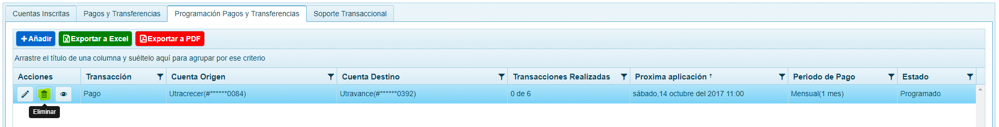 Cuentas Inscritas Pagos y Transferencias Programación Pagos y Transferencias Soporte Transaccional
Añadir Exportar a Excel Exportar a PDF
Arrastre el título de una columna y suéltelo aquí para agrupar por ese criterio
Acciones Transacción Cuenta Origen Cuenta Destino Transacciones Realizadas Proxima aplicación ↑ Periodo de Pago Estado
Pago Utracrecer(#******0084) Utravance(#******0392) 0 de 6 sábado,14 octubre del 2017 11:00 Mensual(1 mes) Programado
Eliminar